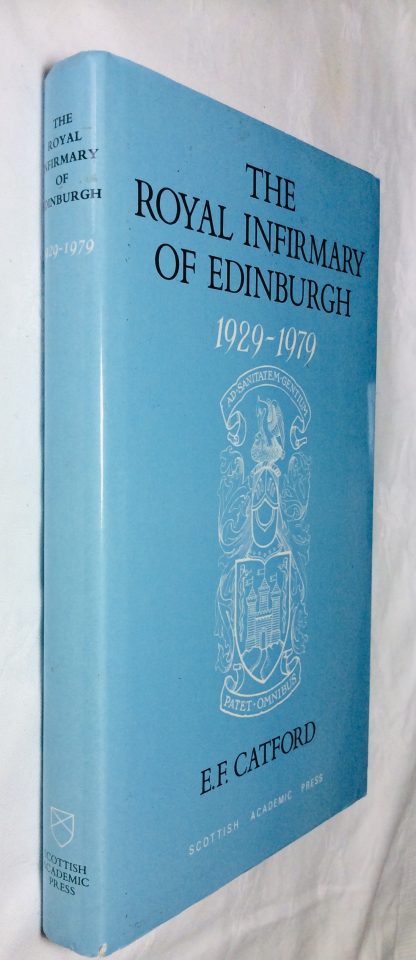 THE
ROYAL
INFIRMARY
OF
EDINBURGH
1929-1979
SCOTTISH
ACADEMIC
PRESS
THE
ROYAL INFIRMARY
OF EDINBURGH
1929-1979
AD·SANITATEM·GENTIUM
PATET·OMNIBUS
E.F. CATFORD
SCOTTISH ACADEMIC PRESS